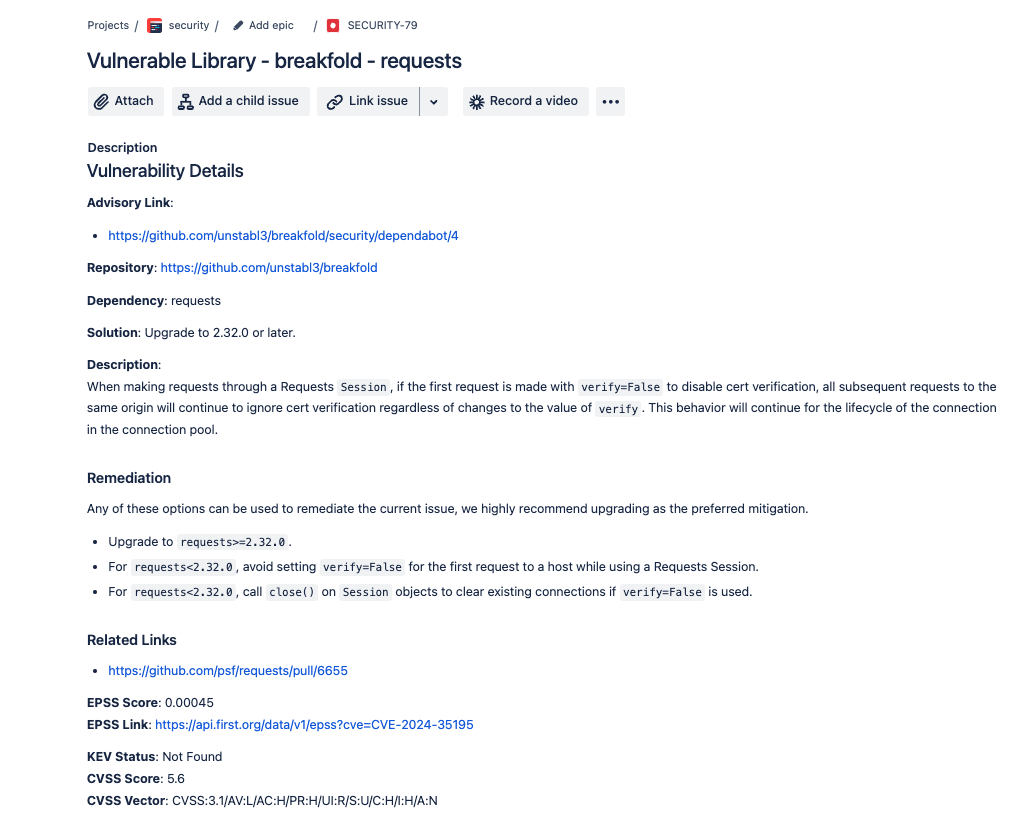 Projects / security / Add epic / SECURITY-79
Vulnerable Library - breakfold - requests
Attach Add a child issue Link issue Record a video
Description
Vulnerability Details
Advisory Link:
• https://github.com/unstabl3/breakfold/security/dependabot/4
Repository: https://github.com/unstabl3/breakfold
Dependency: requests
Solution: Upgrade to 2.32.0 or later.
Description:
When making requests through a Requests Session, if the first request is made with verify=False to disable cert verification, all subsequent requests to the
same origin will continue to ignore cert verification regardless of changes to the value of verify. This behavior will continue for the lifecycle of the connection
in the connection pool.
Remediation
Any of these options can be used to remediate the current issue, we highly recommend upgrading as the preferred mitigation.
• Upgrade to requests>=2.32.0.
• For requests<2.32.0, avoid setting verify=False for the first request to a host while using a Requests Session.
• For requests<2.32.0, call close() on Session objects to clear existing connections if verify=False is used.
Related Links
• https://github.com/psf/requests/pull/6655
EPSS Score: 0.00045
EPSS Link: https://api.first.org/data/v1/epss?cve=CVE-2024-35195
KEV Status: Not Found
CVSS Score: 5.6
CVSS Vector: CVSS:3.1/AV:L/AC:H/PR:H/UI:R/S:U/C:H/I:H/A:N